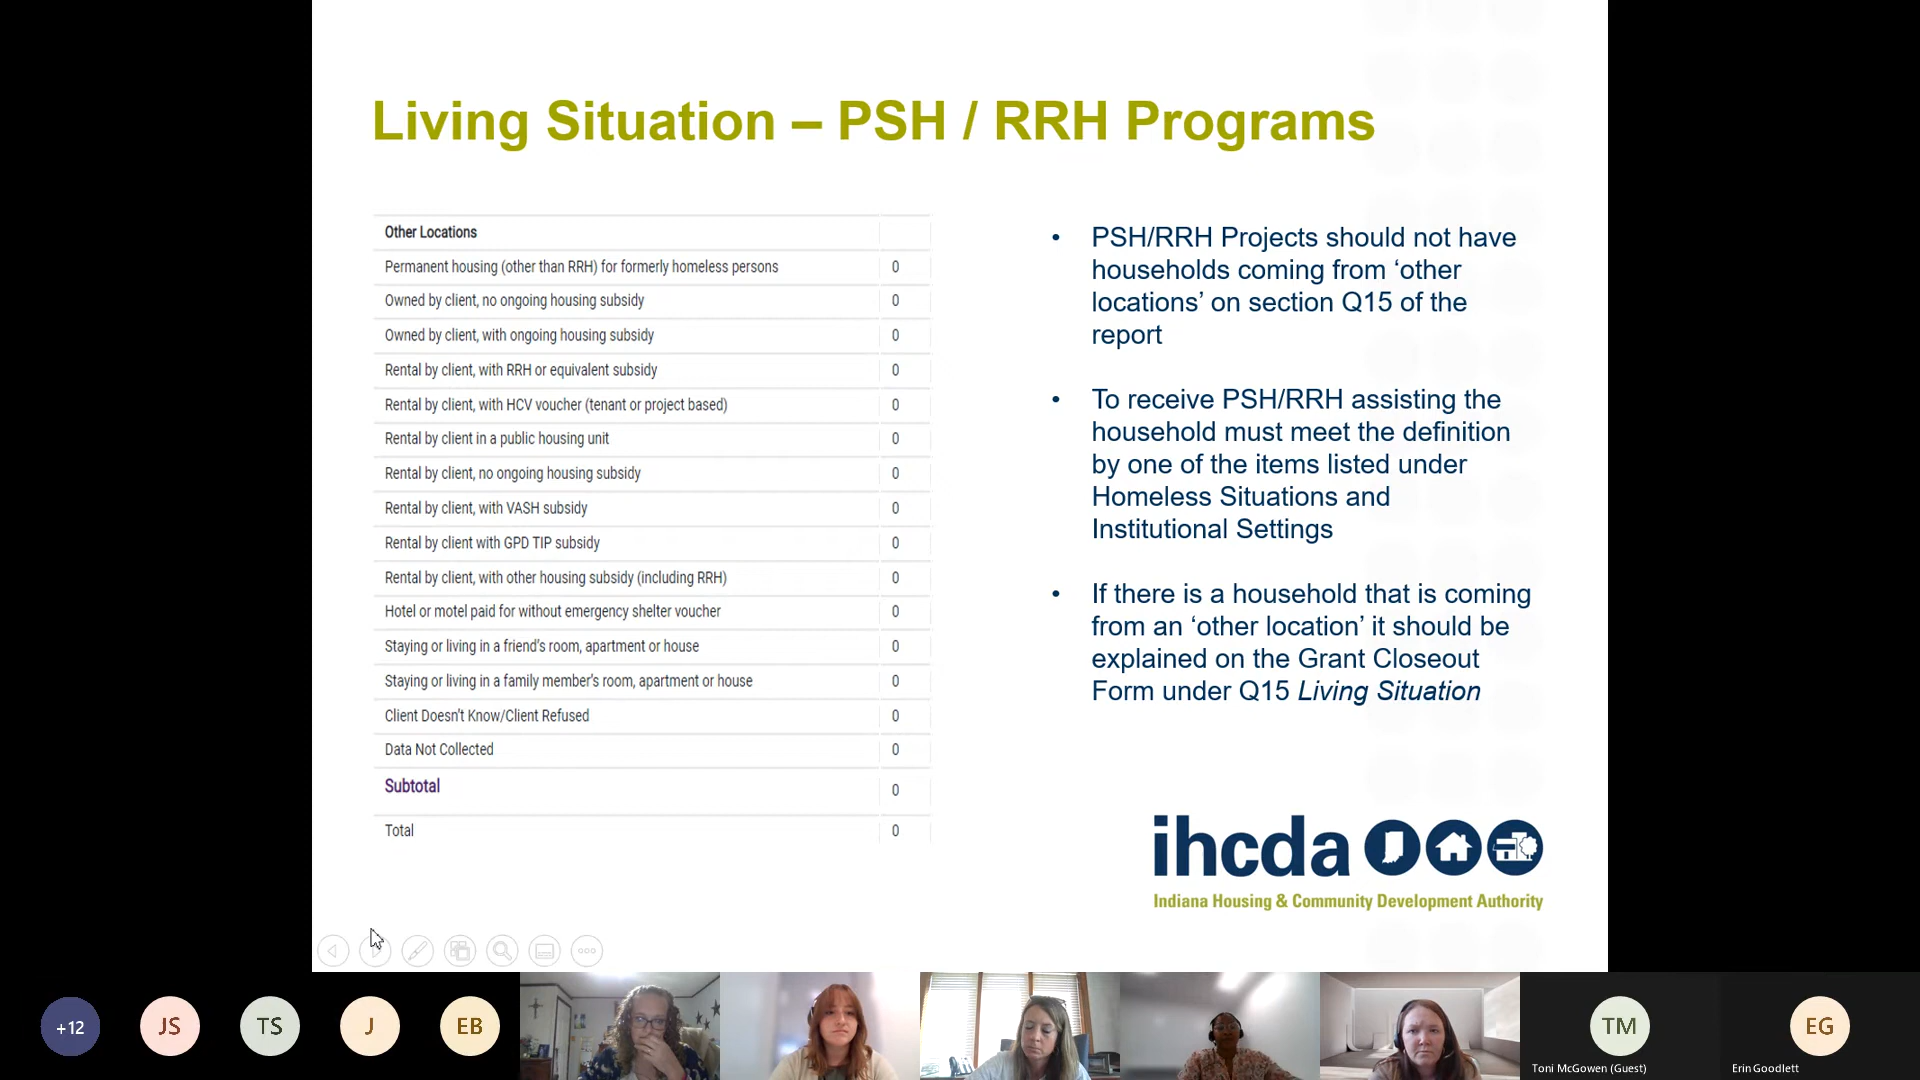 Living Situation – PSH / RRH Programs
Other Locations
Permanent housing (other than RRH) for formerly homeless persons 0
Owned by client, no ongoing housing subsidy 0
Owned by client, with ongoing housing subsidy 0
Rental by client, with RRH or equivalent subsidy 0
Rental by client, with HCV voucher (tenant or project based) 0
Rental by client in a public housing unit 0
Rental by client, no ongoing housing subsidy 0
Rental by client, with VASH subsidy 0
Rental by client with GPD TIP subsidy 0
Rental by client, with other housing subsidy (including RRH) 0
Hotel or motel paid for without emergency shelter voucher 0
Staying or living in a friend's room, apartment or house 0
Staying or living in a family member's room, apartment or house 0
Client Doesn't Know/Client Refused 0
Data Not Collected 0
Subtotal 0
Total 0
• PSH/RRH Projects should not have
households coming from ‘other
locations’ on section Q15 of the
report
• To receive PSH/RRH assisting the
household must meet the definition
by one of the items listed under
Homeless Situations and
Institutional Settings
• If there is a household that is coming
from an ‘other location’ it should be
explained on the Grant Closeout
Form under Q15 Living Situation
ihcda
Indiana Housing & Community Development Authority
+12
JS
TS
J
EB
TM
Toni McGowen (Guest)
EG
Erin Goodlett